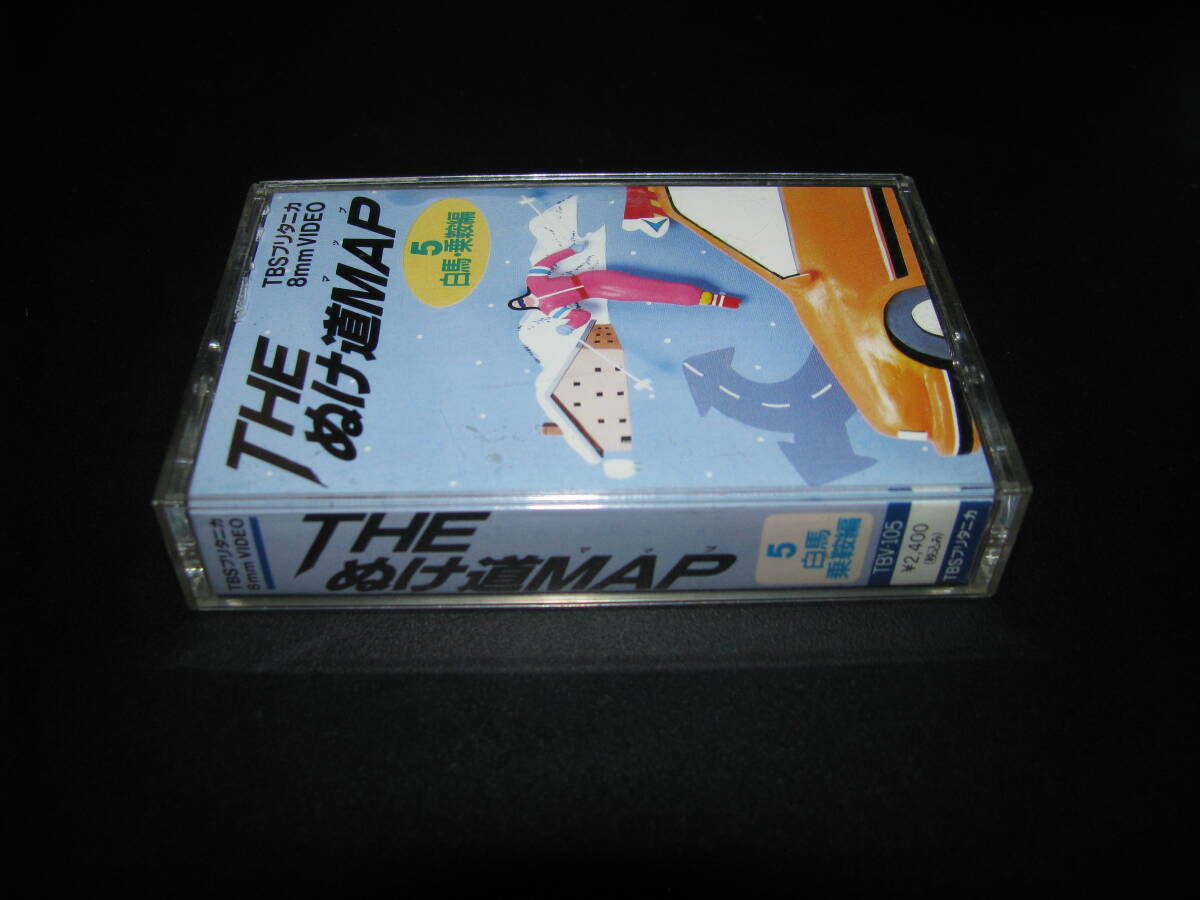 TBSブリタニカ
8mm VIDEO
THE
ぬけ道MAP
マップ
5
白馬・乗鞍編
TBSブリタニカ
8mm VIDEO
THE
ぬけ道MAP
マップ
5
白馬
乗鞍編
TBV-105
¥2,400
(税込み)
TBSブリタニカ